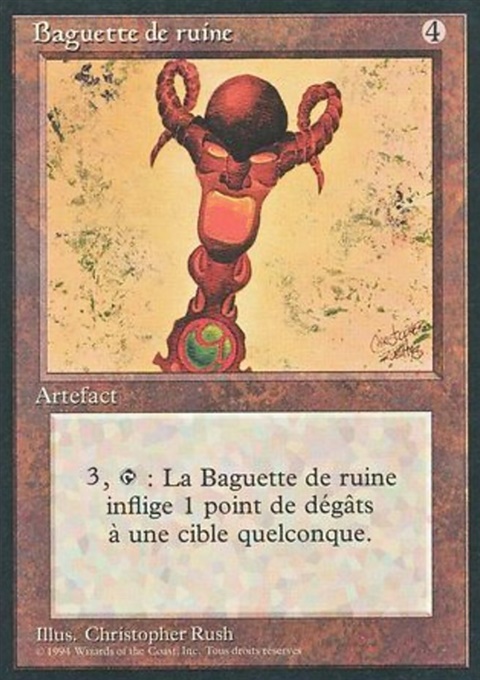 Baguette de ruine 4
Artefact
3, : La Baguette de ruine
inflige 1 point de dégâts
à une cible quelconque.
Illus. Christopher Rush
© 1994 Wizards of the Coast, Inc. Tous droits réservés